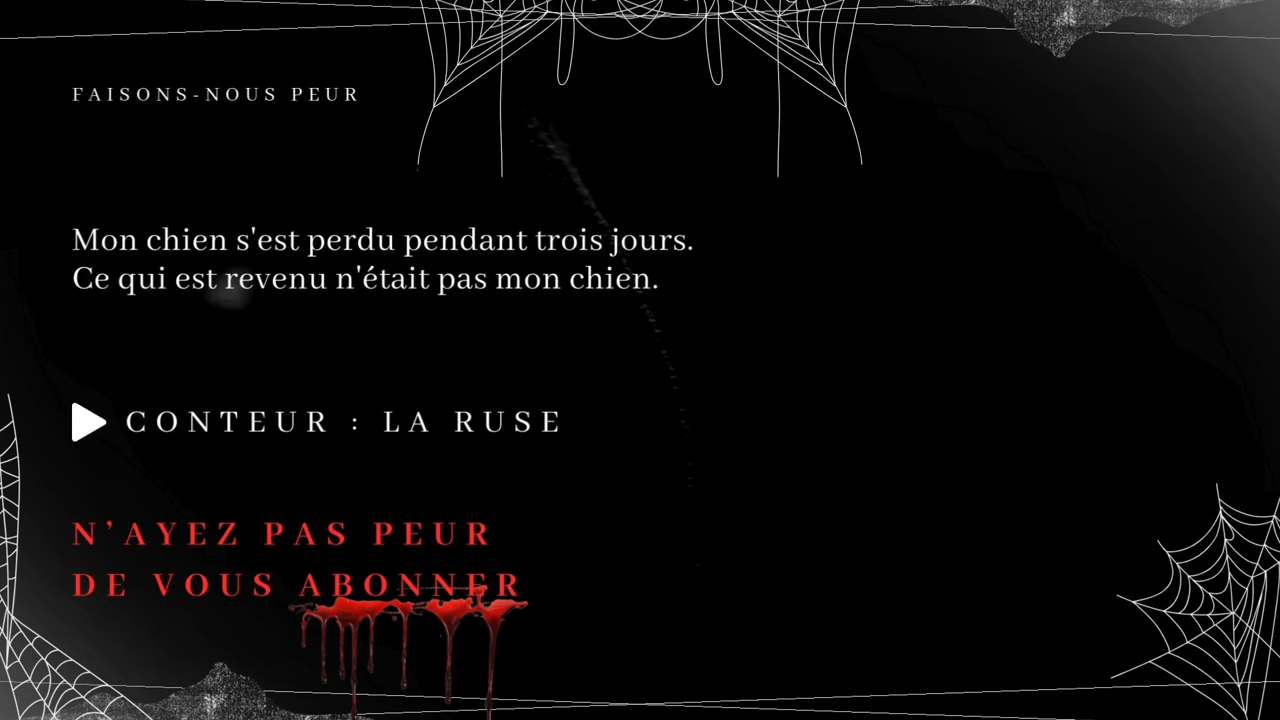 FAISONS-NOUS PEUR
Mon chien s'est perdu pendant trois jours.
Ce qui est revenu n'était pas mon chien.
CONTEUR : LA RUSE
N’AYEZ PAS PEUR
DE VOUS ABONNER